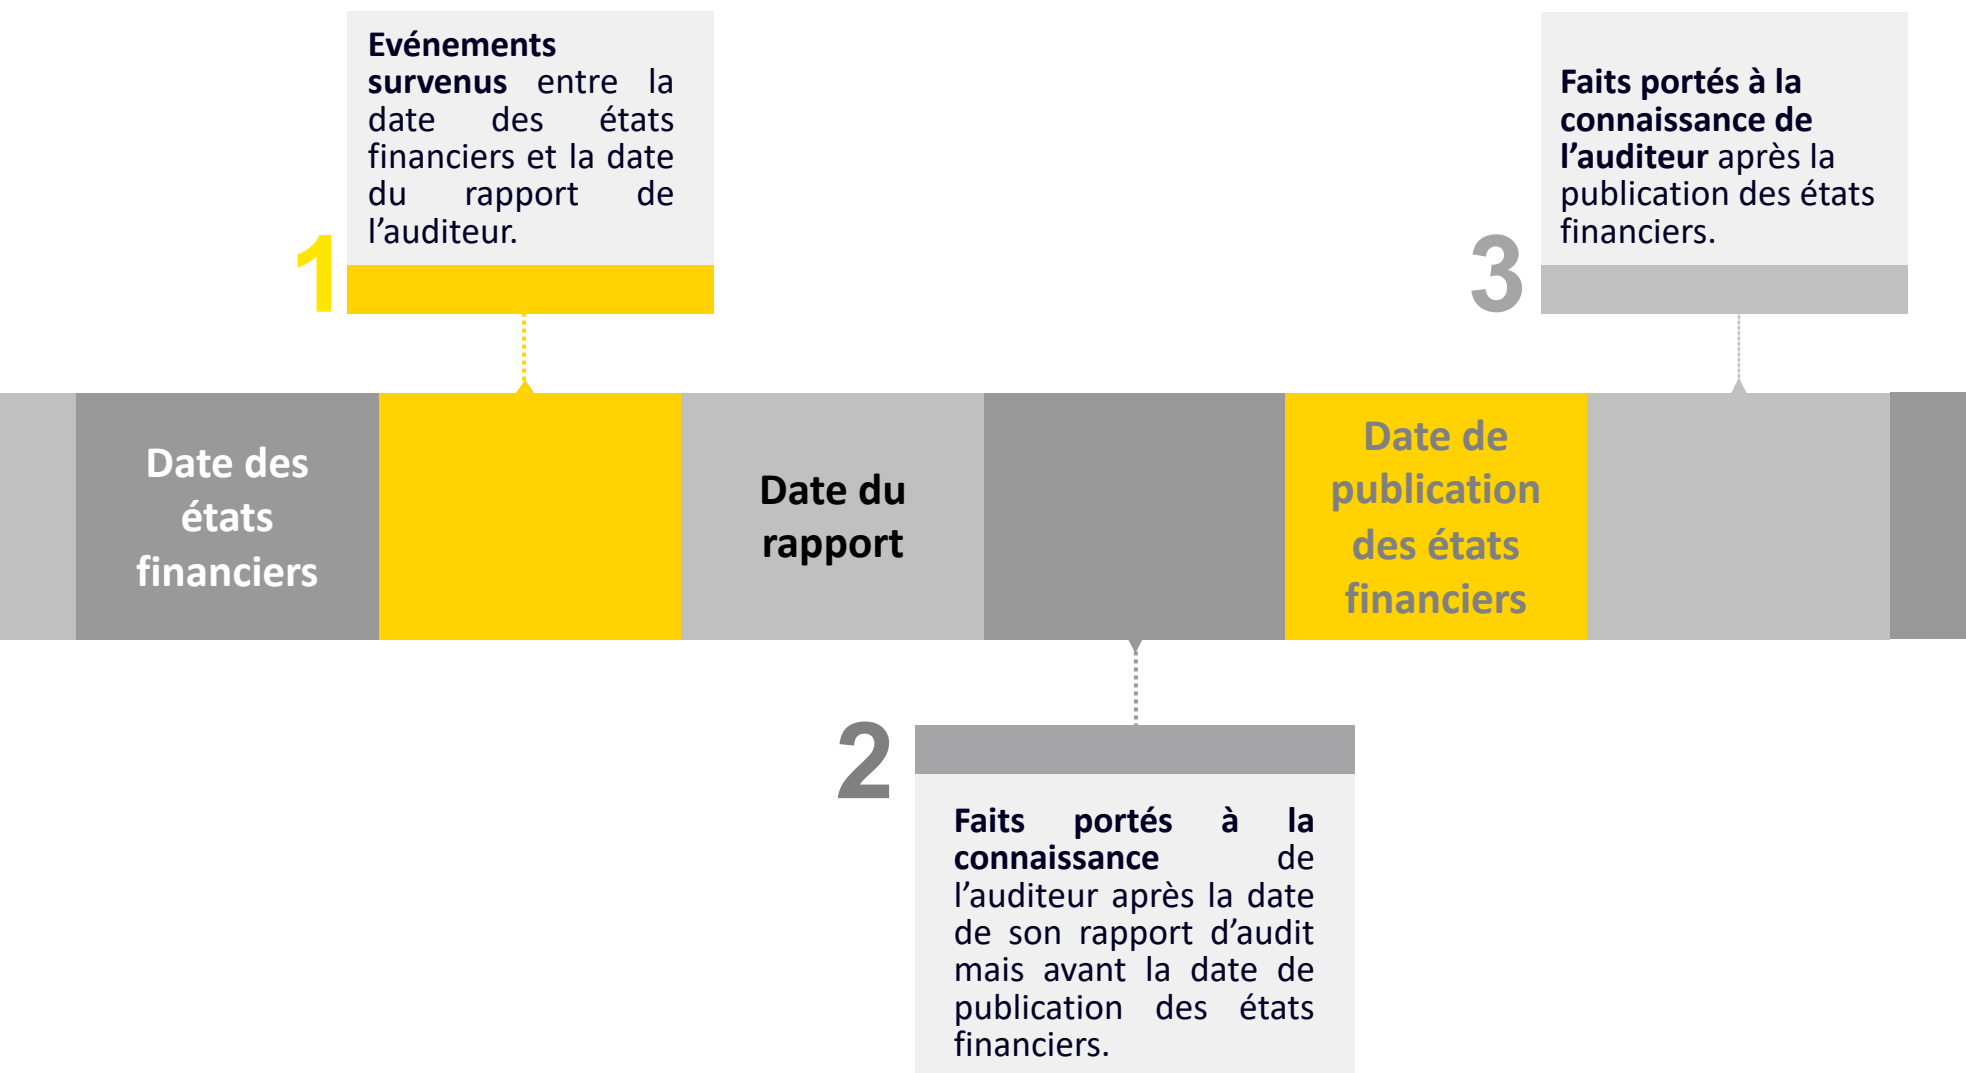 Evénements
survenus entre la
date des états
financiers et la date
du rapport de
l’auditeur.
1
Faits portés à la
connaissance de
l’auditeur après la
publication des états
financiers.
3
Date des
états
financiers
Date du
rapport
Date de
publication
des états
financiers
2
Faits portés à la
connaissance de
l’auditeur après la date
de son rapport d’audit
mais avant la date de
publication des états
financiers.